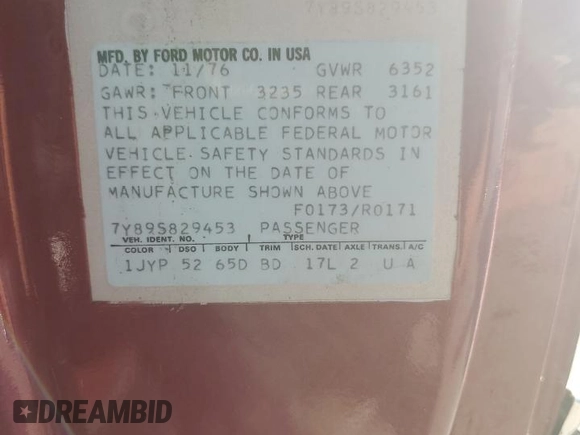 7Y89S829453
MFD. BY FORD MOTOR CO. IN USA
DATE: 11/76 GVWR 6352
GAWR: FRONT 3235 REAR 3161
THIS VEHICLE CONFORMS TO
ALL APPLICABLE FEDERAL MOTOR
VEHICLE SAFETY STANDARDS IN
EFFECT ON THE DATE OF
MANUFACTURE SHOWN ABOVE
F0173/R0171
7Y89S829453 PASSENGER
VEH. IDENT. NO. TYPE
COLOR DSO BODY TRIM SCH. DATE AXLE TRANS. A/C
1JYP 52 65D BD 17L 2 U A
DREAMBID